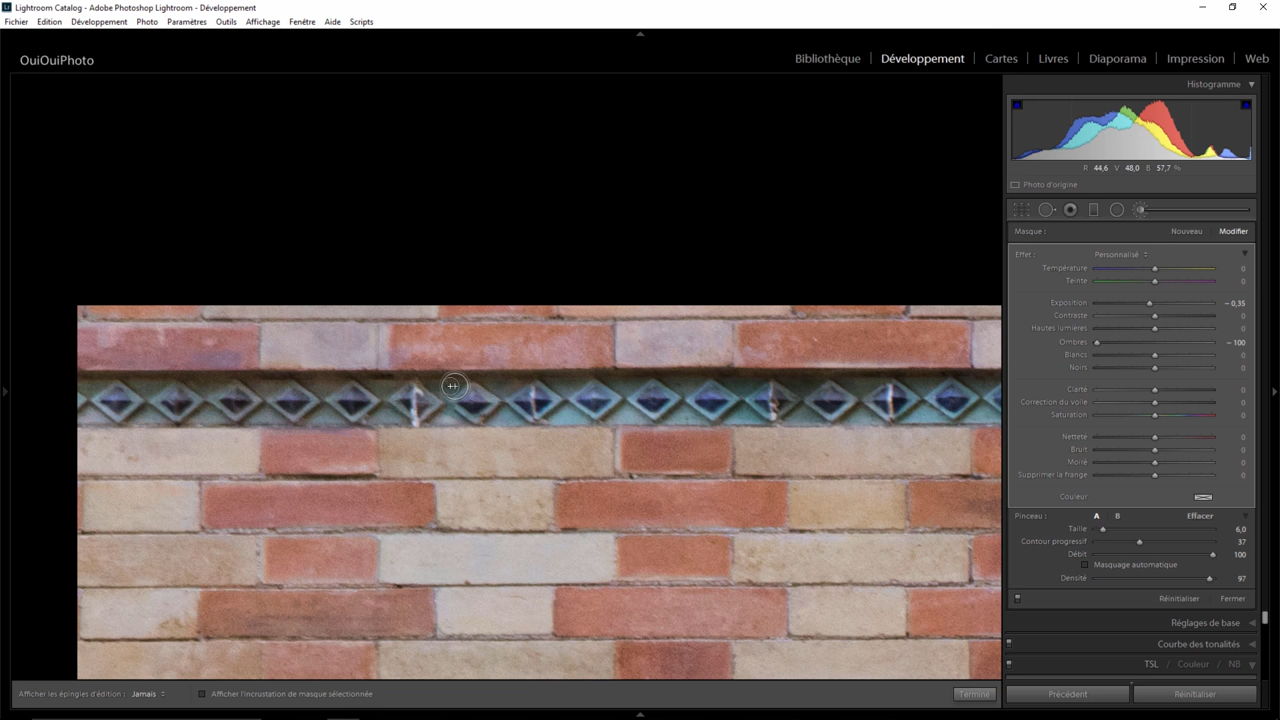 Lightroom Catalog - Adobe Photoshop Lightroom - Développement
Fichier Edition Développement Photo Paramètres Outils Affichage Fenêtre Aide Scripts
OuiOuiPhoto
Bibliothèque | Développement | Cartes | Livres | Diaporama | Impression | Web
Histogramme
R 44,6 V 48,0 B 57,7 %
Photo d'origine
Masque : Nouveau Modifier
Effet : Personnalisé
Température 0
Teinte 0
Exposition – 0,35
Contraste 0
Hautes lumières 0
Ombres – 100
Blancs 0
Noirs 0
Clarté 0
Correction du voile 0
Saturation 0
Netteté 0
Bruit 0
Moiré 0
Supprimer la frange 0
Couleur
Pinceau : A B Effacer
Taille 6,0
Contour progressif 37
Débit 100
Masquage automatique
Densité 97
Réinitialiser Fermer
Réglages de base
Courbe des tonalités
TSL / Couleur / NB
Afficher les épingles d'édition : Jamais Afficher l'incrustation de masque sélectionnée Terminé
Précédent Réinitialiser